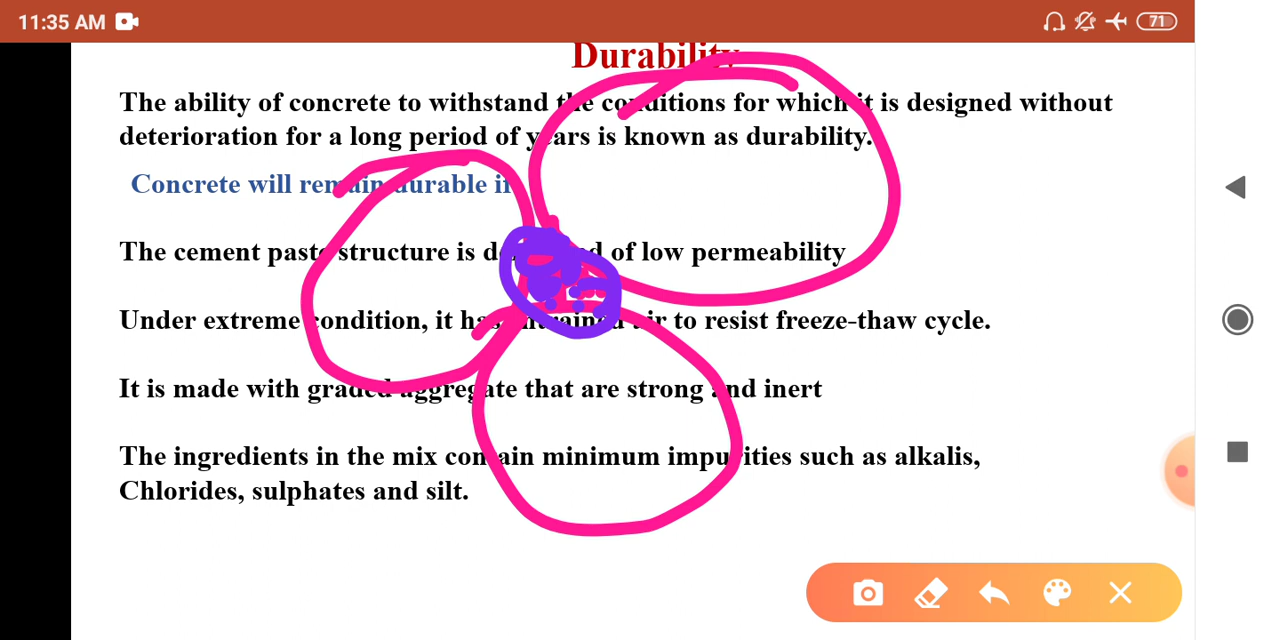 11:35 AM
71
Durability
The ability of concrete to withstand the conditions for which it is designed without
deterioration for a long period of years is known as durability.
Concrete will remain durable if
The cement paste structure is of low permeability
Under extreme condition, it has entrained air to resist freeze-thaw cycle.
It is made with graded aggregate that are strong and inert
The ingredients in the mix contain minimum impurities such as alkalis,
Chlorides, sulphates and silt.